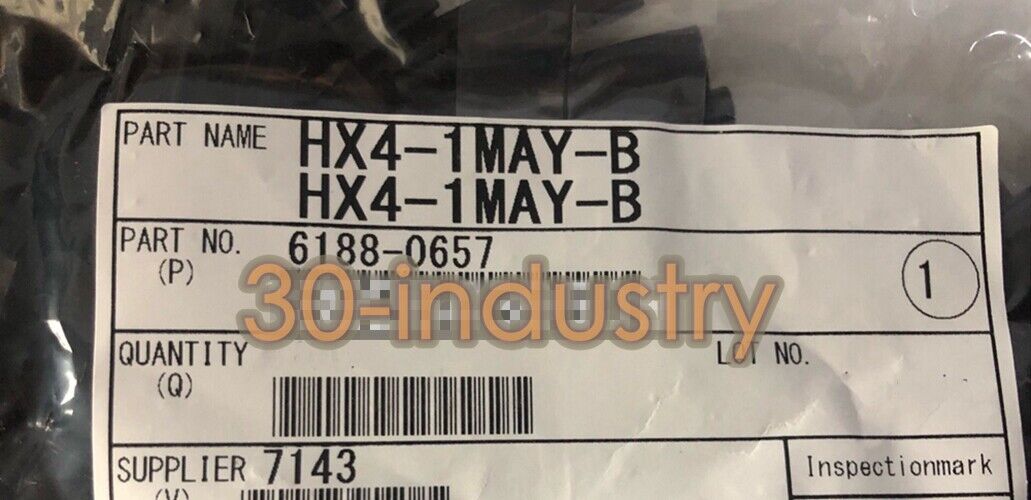 PART NAME HX4-1MAY-B
HX4-1MAY-B
PART NO. 6188-0657
(P)
1
30-industry
QUANTITY
LOT NO.
(Q)
SUPPLIER 7143
(V)
Inspectionmark